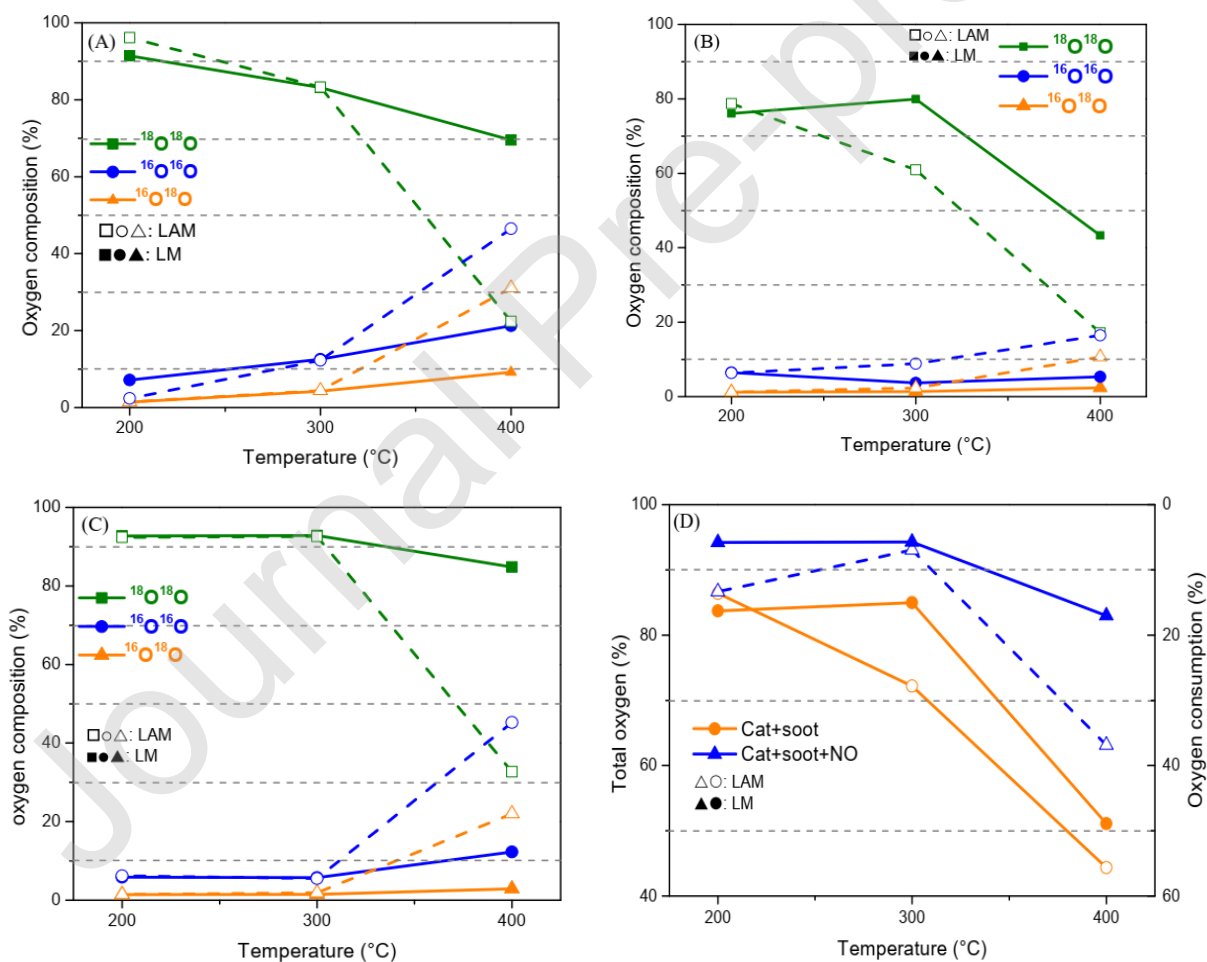 (A)
100
80
60
40
20
0
Oxygen composition (%)
¹⁸O¹⁸O
¹⁶O¹⁶O
¹⁶O¹⁸O
□○△: LAM
■●▲: LM
200
300
400
Temperature (°C)
(B)
100
80
60
40
20
0
Oxygen composition (%)
□○△: LAM
■●▲: LM
¹⁸O¹⁸O
¹⁶O¹⁶O
¹⁶O¹⁸O
200
300
400
Temperature (°C)
(C)
100
80
60
40
20
0
oxygen composition (%)
¹⁸O¹⁸O
¹⁶O¹⁶O
¹⁶O¹⁸O
□○△: LAM
■●▲: LM
200
300
400
Temperature (°C)
(D)
100
80
60
40
Total oxygen (%)
Cat+soot
Cat+soot+NO
△○: LAM
▲●: LM
0
20
40
60
Oxygen consumption (%)
200
300
400
Temperature (°C)
Journal Pre-p